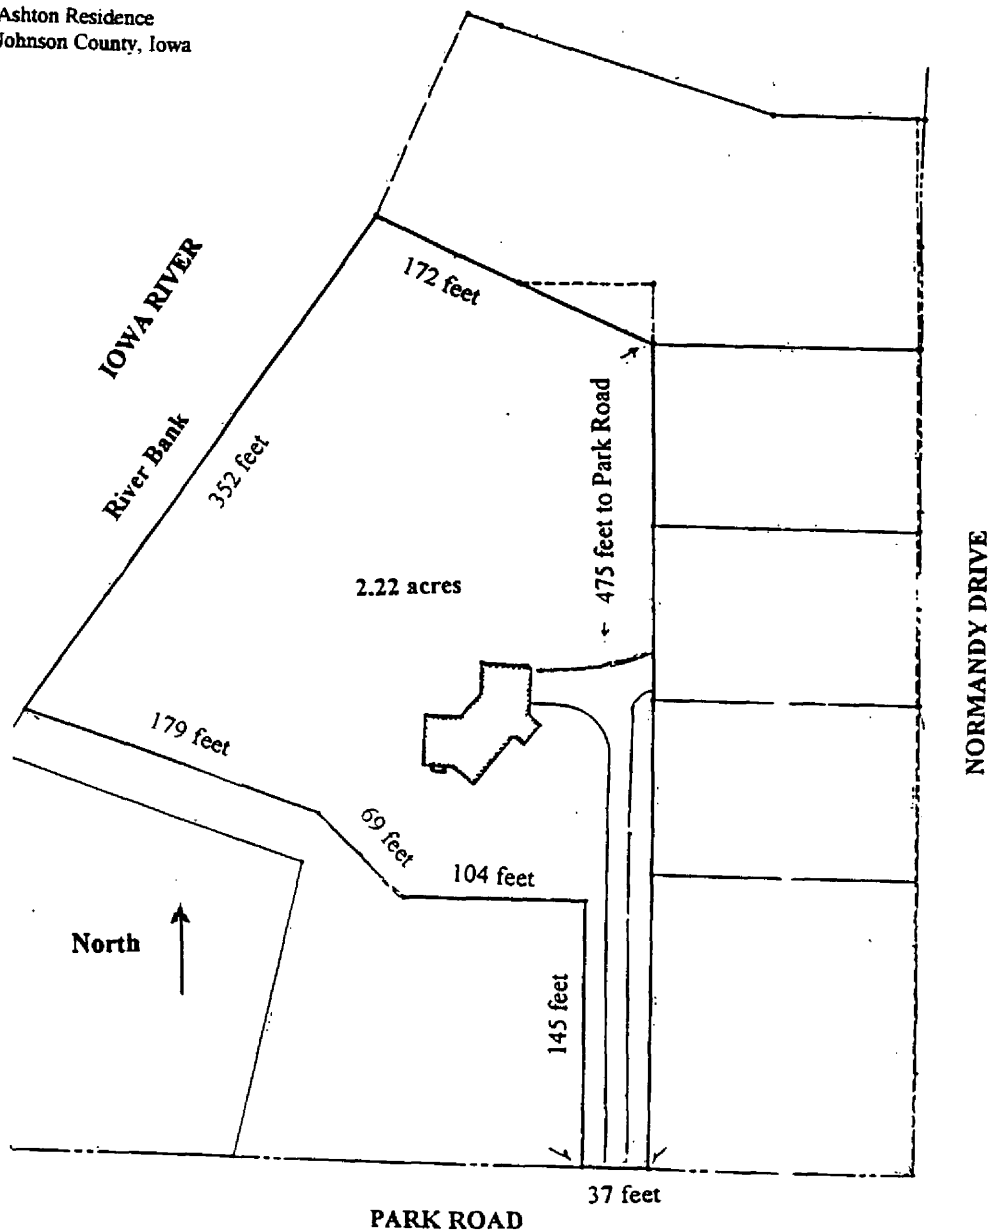 Ashton Residence
Johnson County, Iowa
IOWA RIVER
River Bank
172 feet
352 feet
← 475 feet to Park Road
2.22 acres
NORMANDY DRIVE
179 feet
69 feet
104 feet
North
145 feet
37 feet
PARK ROAD